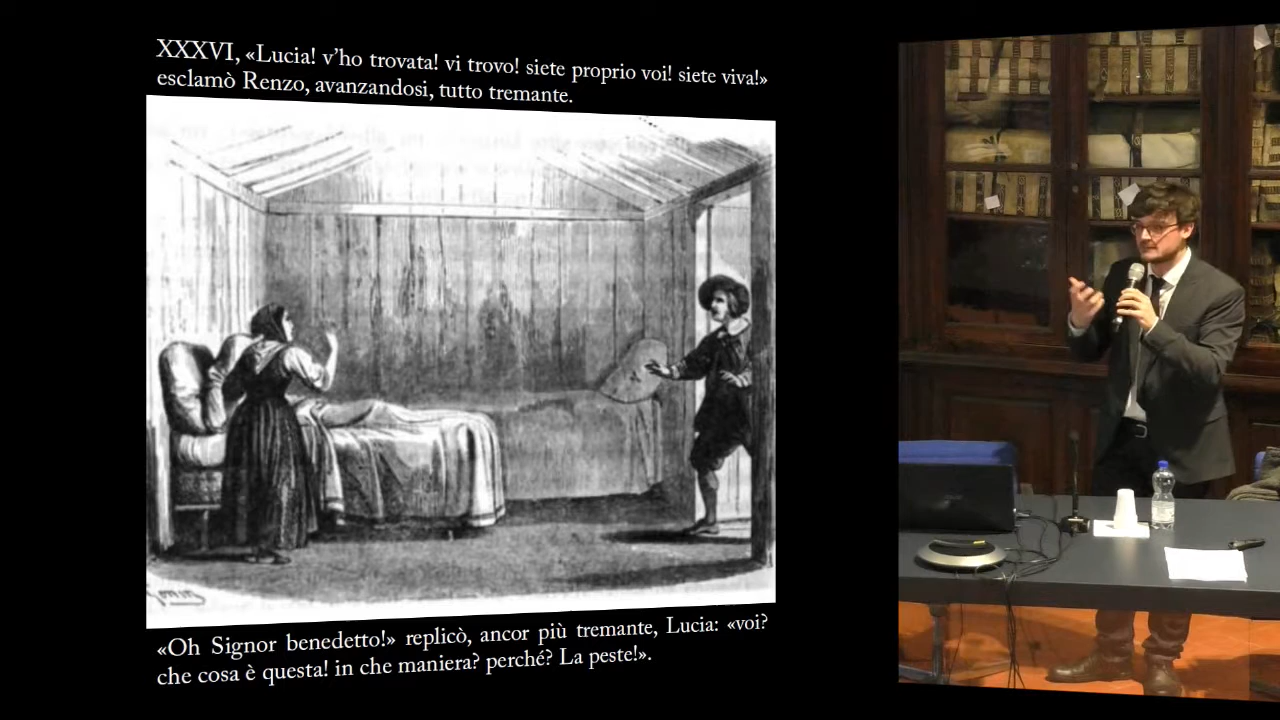 XXXVI, «Lucia! v'ho trovata! vi trovo! siete proprio voi! siete viva!»
esclamò Renzo, avanzandosi, tutto tremante.
Gonin
«Oh Signor benedetto!» replicò, ancor più tremante, Lucia: «voi?
che cosa è questa! in che maniera? perché? La peste!».